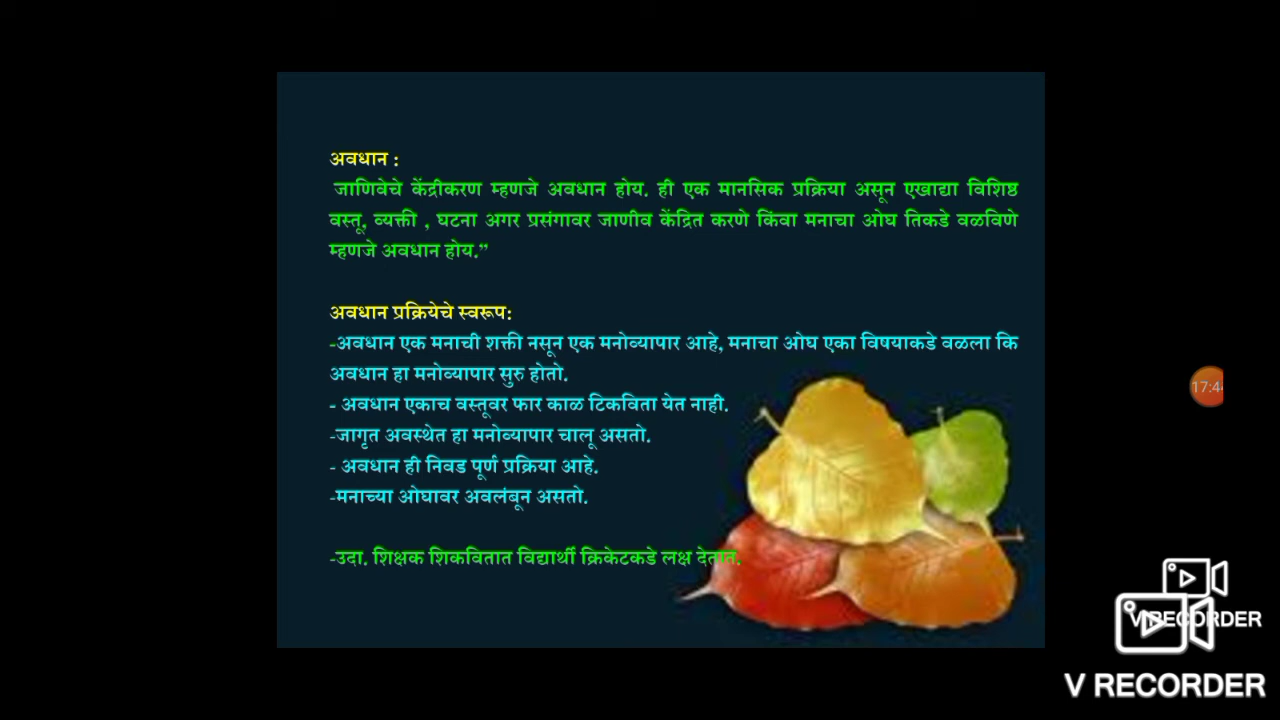 अवधान :
जाणिवेचे केंद्रीकरण म्हणजे अवधान होय. ही एक मानसिक प्रक्रिया असून एखाद्या विशिष्ठ
वस्तू, व्यक्ती , घटना अगर प्रसंगावर जाणीव केंद्रित करणे किंवा मनाचा ओघ तिकडे वळविणे
म्हणजे अवधान होय.”
अवधान प्रक्रियेचे स्वरूप:
-अवधान एक मनाची शक्ती नसून एक मनोव्यापार आहे, मनाचा ओघ एका विषयाकडे वळला कि
अवधान हा मनोव्यापार सुरु होतो.
- अवधान एकाच वस्तूवर फार काळ टिकविता येत नाही.
-जागृत अवस्थेत हा मनोव्यापार चालू असतो.
- अवधान ही निवड पूर्ण प्रक्रिया आहे.
-मनाच्या ओघावर अवलंबून असतो.
-उदा. शिक्षक शिकवितात विद्यार्थी क्रिकेटकडे लक्ष देतात.
17:44
V RECORDER
V RECORDER